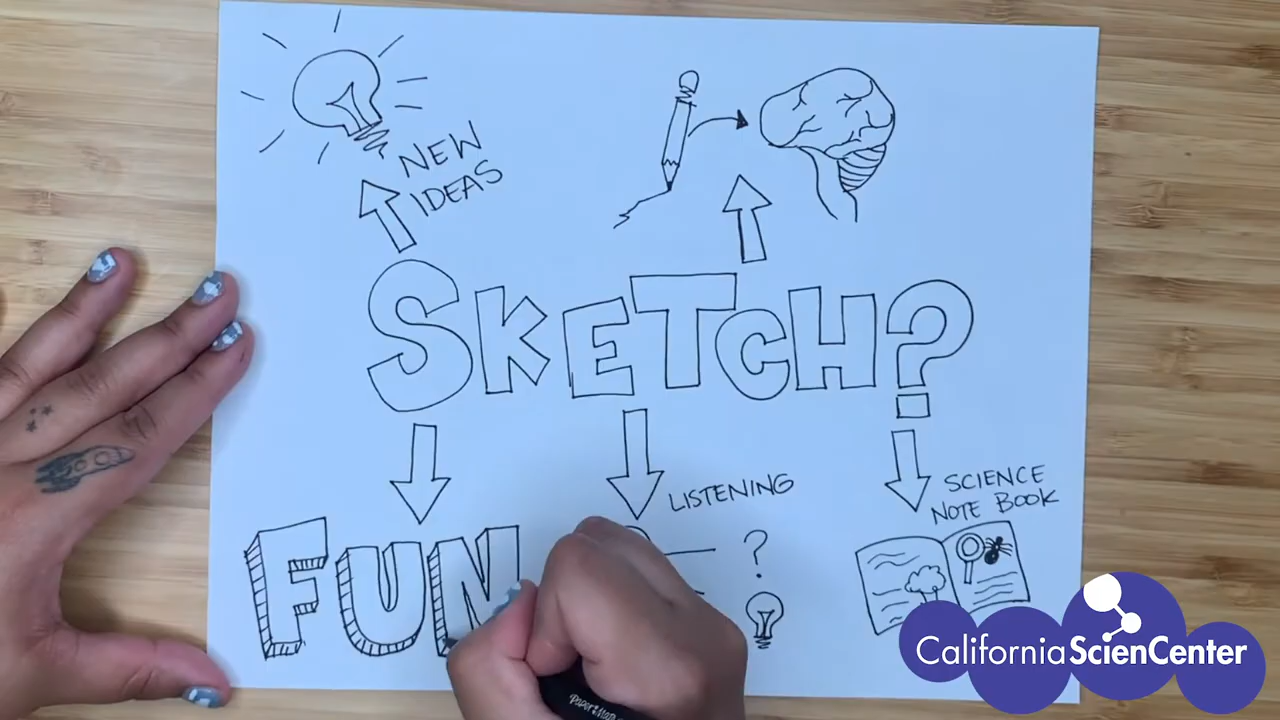 NEW
IDEAS
SKETCH?
LISTENING
SCIENCE
NOTE BOOK
FUN
?
California ScienCenter